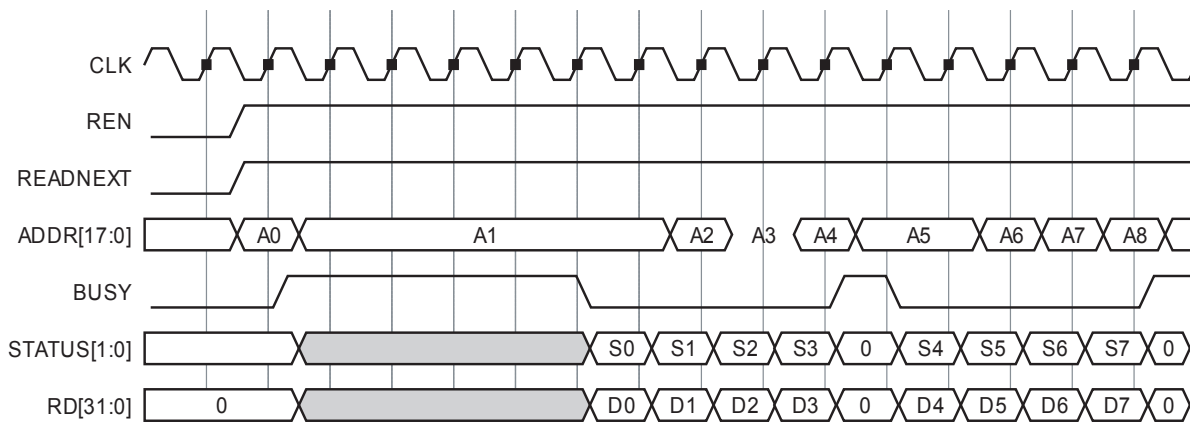 CLK
REN
READNEXT
ADDR[17:0] A0 A1 A2 A3 A4 A5 A6 A7 A8
BUSY
STATUS[1:0] S0 S1 S2 S3 0 S4 S5 S6 S7 0
RD[31:0] 0 D0 D1 D2 D3 0 D4 D5 D6 D7 0